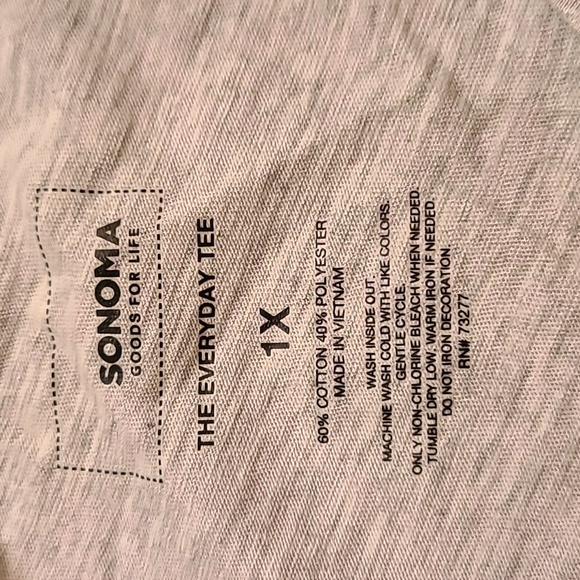 SONOMA
GOODS FOR LIFE
THE EVERYDAY TEE
1X
60% COTTON 40% POLYESTER
MADE IN VIETNAM
WASH INSIDE OUT.
MACHINE WASH COLD WITH LIKE COLORS.
GENTLE CYCLE.
ONLY NON-CHLORINE BLEACH WHEN NEEDED.
TUMBLE DRY LOW, WARM IRON IF NEEDED.
DO NOT IRON DECORATION.
RN# 73277